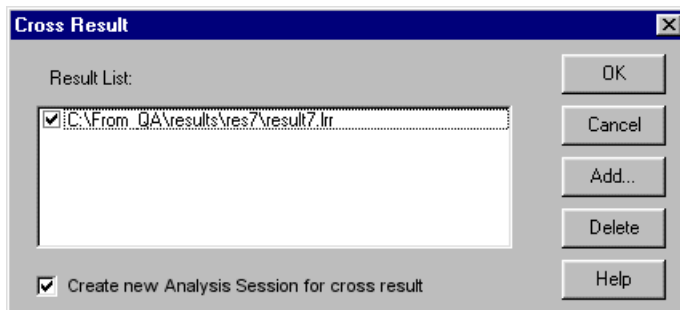 Cross Result
Result List:
OK
C:\From_QA\results\res7\result7.lrr
Cancel
Add...
Delete
Create new Analysis Session for cross result
Help